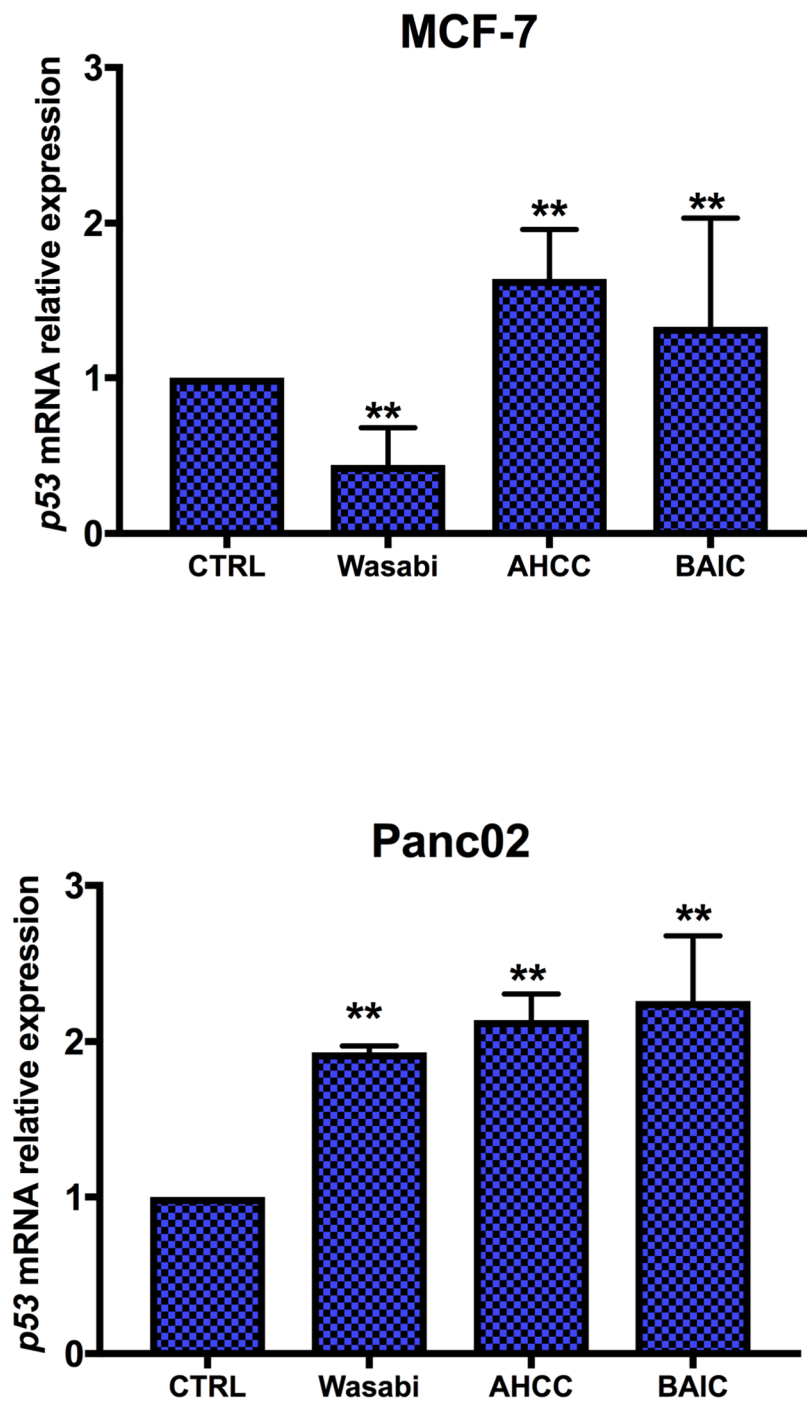 MCF-7
3
2
1
0
p53 mRNA relative expression
**
**
**
CTRL Wasabi AHCC BAIC
Panc02
3
2
1
0
p53 mRNA relative expression
**
**
**
CTRL Wasabi AHCC BAIC